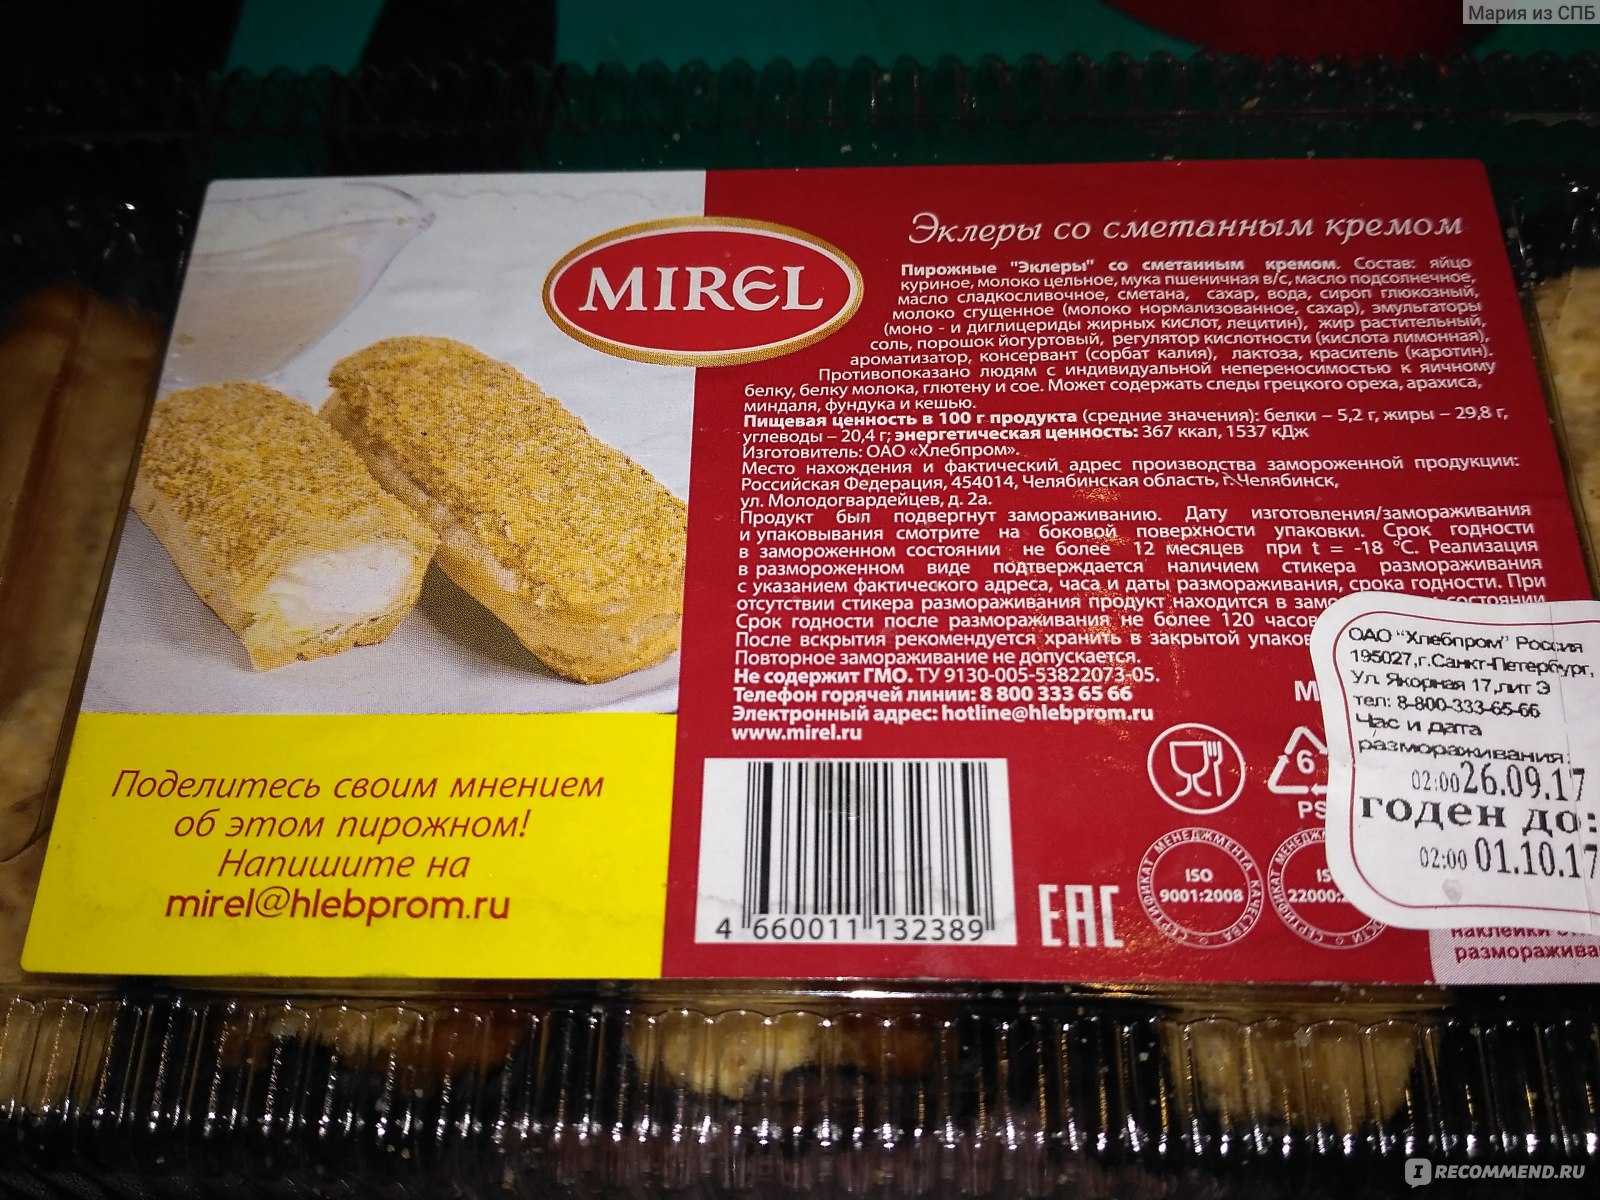 Мария из СПБ
MIREL
Эклеры со сметанным кремом
Пирожные "Эклеры" со сметанным кремом. Состав: яйцо
куриное, молоко цельное, мука пшеничная в/с, масло подсолнечное,
масло сладкосливочное, сметана, сахар, вода, сироп глюкозный,
молоко сгущенное (молоко нормализованное, сахар), эмульгаторы
(моно - и диглицериды жирных кислот, лецитин), жир растительный,
соль, порошок йогуртовый, регулятор кислотности (кислота лимонная),
ароматизатор, консервант (сорбат калия), лактоза, краситель (каротин).
Противопоказано людям с индивидуальной непереносимостью к яичному
белку, белку молока, глютену и сое. Может содержать следы грецкого ореха, арахиса,
миндаля, фундука и кешью.
Пищевая ценность в 100 г продукта (средние значения): белки – 5,2 г, жиры – 29,8 г,
углеводы – 20,4 г; энергетическая ценность: 367 ккал, 1537 кДж
Изготовитель: ОАО «Хлебпром».
Место нахождения и фактический адрес производства замороженной продукции:
Российская Федерация, 454014, Челябинская область, г.Челябинск,
ул. Молодогвардейцев, д. 2а.
Продукт был подвергнут замораживанию. Дату изготовления/замораживания
и упаковывания смотрите на боковой поверхности упаковки. Срок годности
в замороженном состоянии не более 12 месяцев при t = -18 °C. Реализация
в размороженном виде подтверждается наличием стикера размораживания
с указанием фактического адреса, часа и даты размораживания, срока годности. При
отсутствии стикера размораживания продукт находится в замо состоянии
Срок годности после размораживания не более 120 часов
После вскрытия рекомендуется хранить в закрытой упаков
Повторное замораживание не допускается.
Не содержит ГМО. ТУ 9130-005-53822073-05.
Телефон горячей линии: 8 800 333 65 66
Электронный адрес: hotline@hlebprom.ru
www.mirel.ru
Поделитесь своим мнением
об этом пирожном!
Напишите на
mirel@hlebprom.ru
4 660011 132389
EAC
СЕРТИФИКАТ МЕНЕДЖМЕНТА КАЧЕСТВА
ISO
9001:2008
М
6
PS
IS
22000:2
ОАО "Хлебпром" Россия
195027,г.Санкт-Петербург,
Ул. Якорная 17,лит Э
тел: 8-800-333-65-66
Час и дата
размораживания:
02:00 26.09.17
годен до:
02:00 01.10.17
наклейки
разморажива
IRECOMMEND.RU